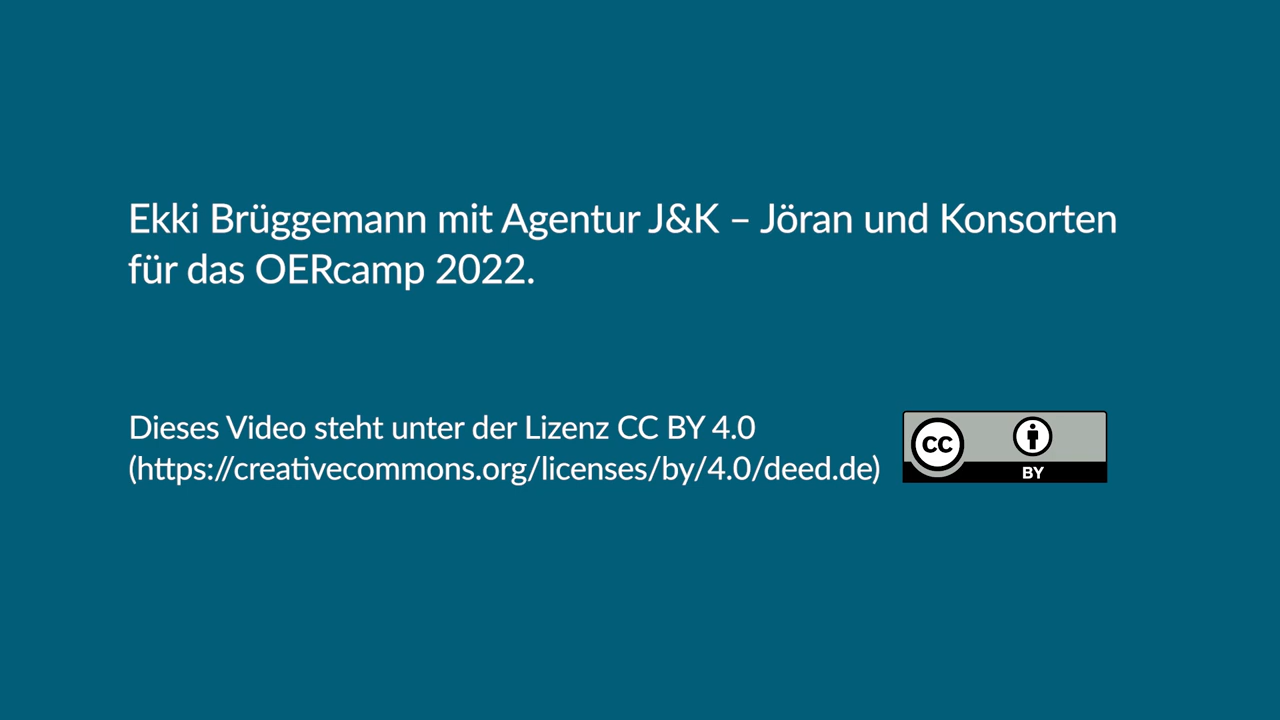 Ekki Brüggemann mit Agentur J&K – Jöran und Konsorten
für das OERcamp 2022.
Dieses Video steht unter der Lizenz CC BY 4.0
(https://creativecommons.org/licenses/by/4.0/deed.de)
CC
BY